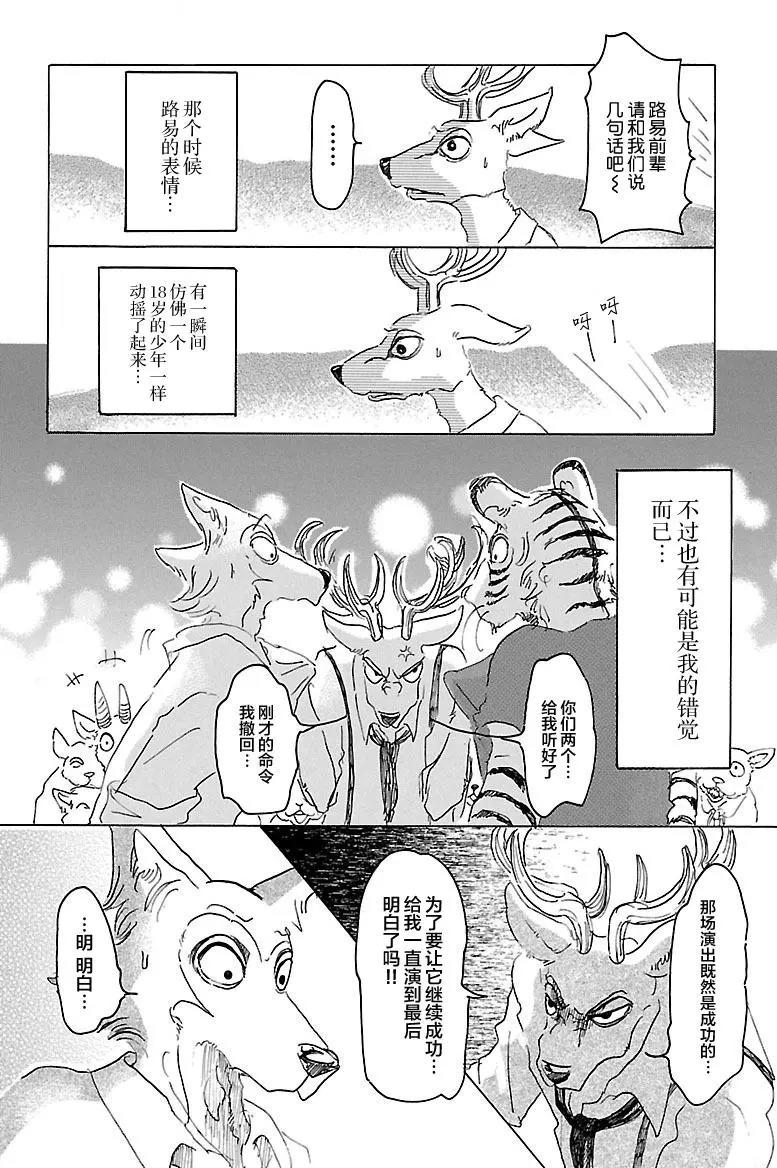 路易前辈
请和我们说
几句话吧~
…
…
那个时候
路易的表情…
呀—
呀—
有一瞬间
仿佛一个
18岁的少年一样
动摇了起来…
不过也有可能是我的错觉
而已…
你们两个…
给我听好了
刚才的命令
我撤回…
那场演出既然是成功的…
为了要让它继续成功…
给我一直演到最后
明白了吗!!
…明 明白…